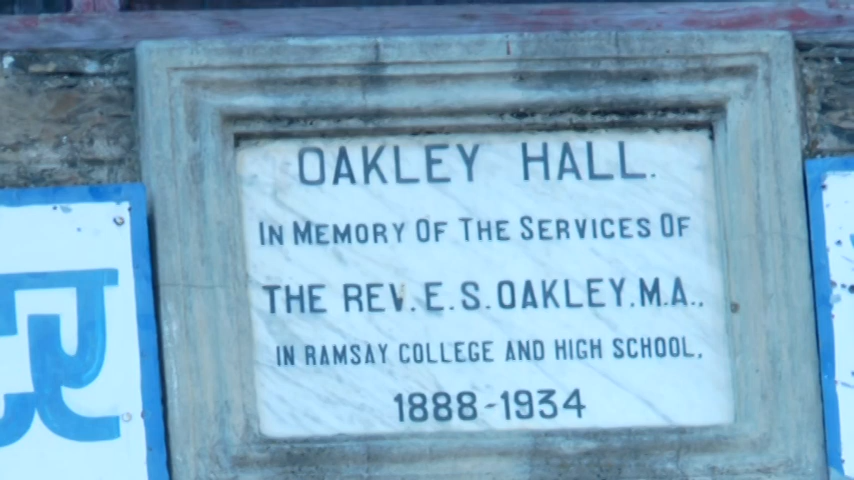 OAKLEY HALL.
IN MEMORY OF THE SERVICES OF
THE REV. E.S. OAKLEY. M.A.,
IN RAMSAY COLLEGE AND HIGH SCHOOL,
1888-1934